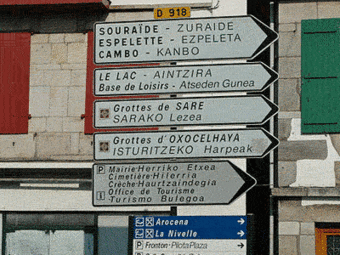 D 918
SOURAÏDE - ZURAIDE
ESPELETTE - EZPELETA
CAMBO - KANBO
LE LAC - AINTZIRA
Base de Loisirs - Atseden Gunea
Grottes de SARE
SARAKO Lezea
Grottes d'OXOCELHAYA
ISTURITZEKO Harpeak
P Mairie-Herriko Etxea
Cimetière-Hilerria
Crèche-Haurtzaindegia
Office de Tourisme
i Turismo Bulegoa
Arocena
La Nivelle
P Fronton-Pilota Plaza